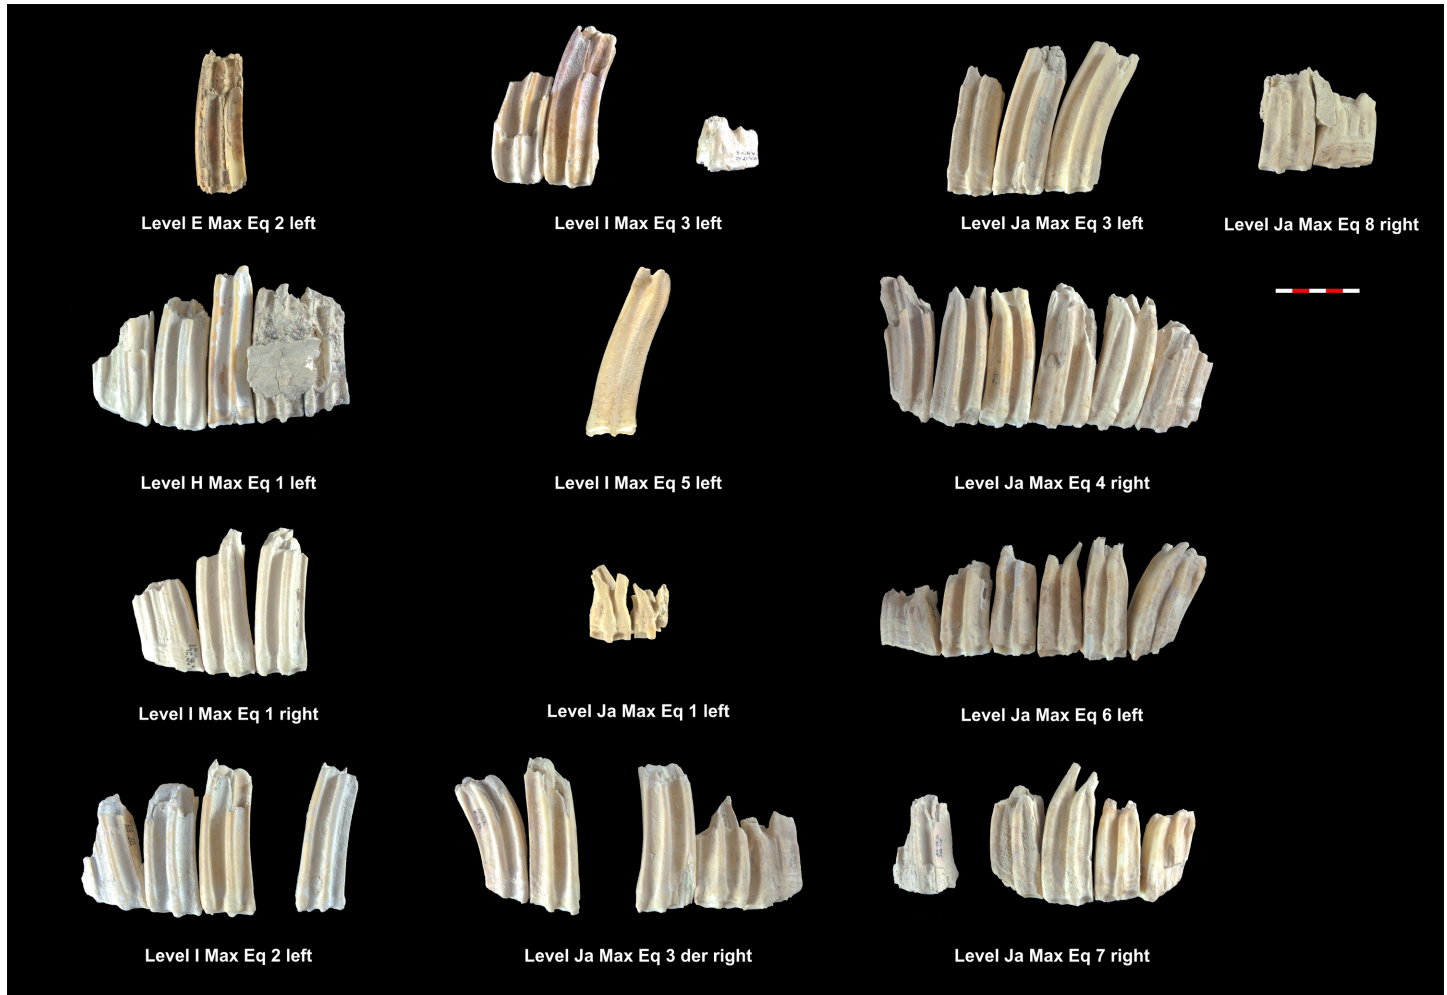 Level E Max Eq 2 left
Level I Max Eq 3 left
Level Ja Max Eq 3 left
Level Ja Max Eq 8 right
Level H Max Eq 1 left
Level I Max Eq 5 left
Level Ja Max Eq 4 right
Level I Max Eq 1 right
Level Ja Max Eq 1 left
Level Ja Max Eq 6 left
Level I Max Eq 2 left
Level Ja Max Eq 3 der right
Level Ja Max Eq 7 right